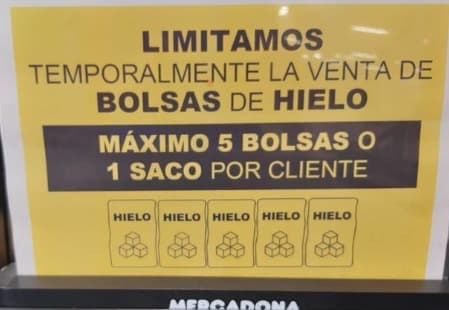 LIMITAMOS
TEMPORALMENTE LA VENTA DE
BOLSAS DE HIELO
MÁXIMO 5 BOLSAS O
1 SACO POR CLIENTE
HIELO HIELO HIELO HIELO HIELO
MERCADONA